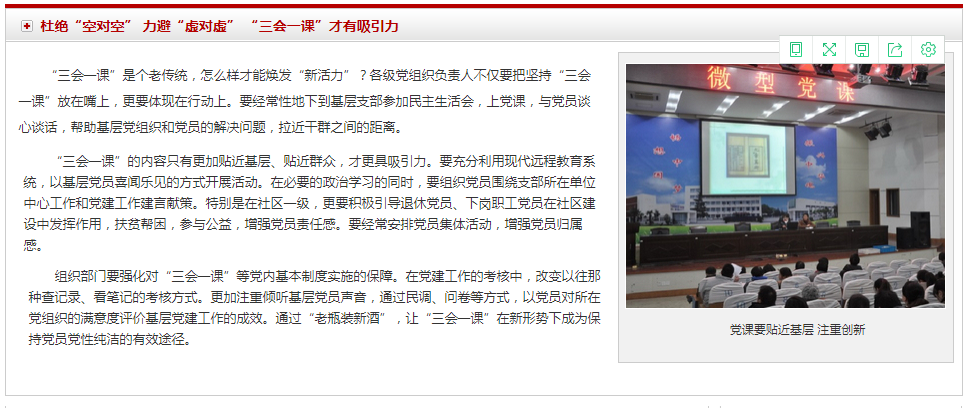 杜绝“空对空” 力避“虚对虚” “三会一课”才有吸引力
“三会一课”是个老传统，怎么样才能焕发“新活力”？各级党组织负责人不仅要把坚持“三会
一课”放在嘴上，更要体现在行动上。要经常性地下到基层支部参加民主生活会，上党课，与党员谈
心谈话，帮助基层党组织和党员的解决问题，拉近干群之间的距离。
“三会一课”的内容只有更加贴近基层、贴近群众，才更具吸引力。要充分利用现代远程教育系
统，以基层党员喜闻乐见的方式开展活动。在必要的政治学习的同时，要组织党员围绕支部所在单位
中心工作和党建工作建言献策。特别是在社区一级，更要积极引导退休党员、下岗职工党员在社区建
设中发挥作用，扶贫帮困，参与公益，增强党员责任感。要经常安排党员集体活动，增强党员归属
感。
组织部门要强化对“三会一课”等党内基本制度实施的保障。在党建工作的考核中，改变以往那
种查记录、看笔记的考核方式。更加注重倾听基层党员声音，通过民调、问卷等方式，以党员对所在
党组织的满意度评价基层党建工作的成效。通过“老瓶装新酒”，让“三会一课”在新形势下成为保
持党员党性纯洁的有效途径。
微型党课
党课要贴近基层 注重创新